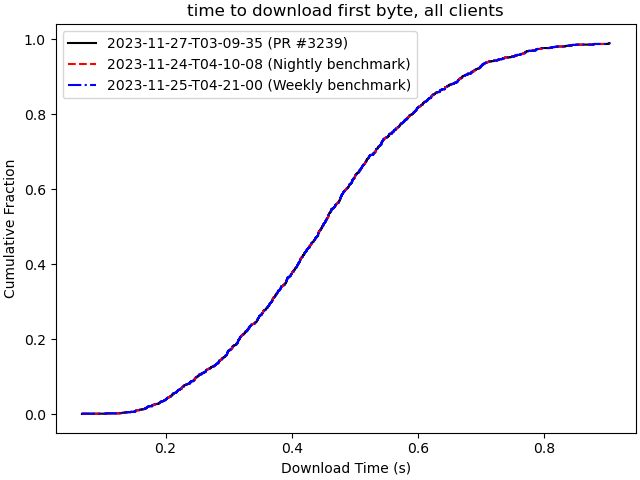 time to download first byte, all clients
2023-11-27-T03-09-35 (PR #3239)
2023-11-24-T04-10-08 (Nightly benchmark)
2023-11-25-T04-21-00 (Weekly benchmark)
Cumulative Fraction
1.0
0.8
0.6
0.4
0.2
0.0
0.2 0.4 0.6 0.8
Download Time (s)